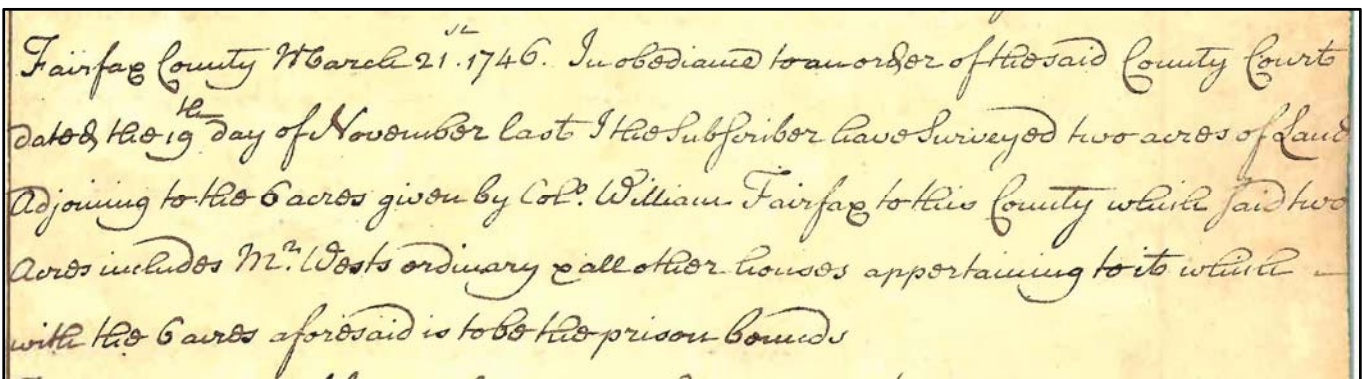 Fairfax County March 21st. 1746. In obediance to an order of the said County Court
dated the 19th day of November last I the Subscriber have Surveyed two acres of Land
Adjoining to the 6 acres given by Colo. William Fairfax to this County which said two
Acres includes Mr. Wests ordinary & all other houses appertaining to it which
with the 6 acres aforesaid is to be the prison bounds